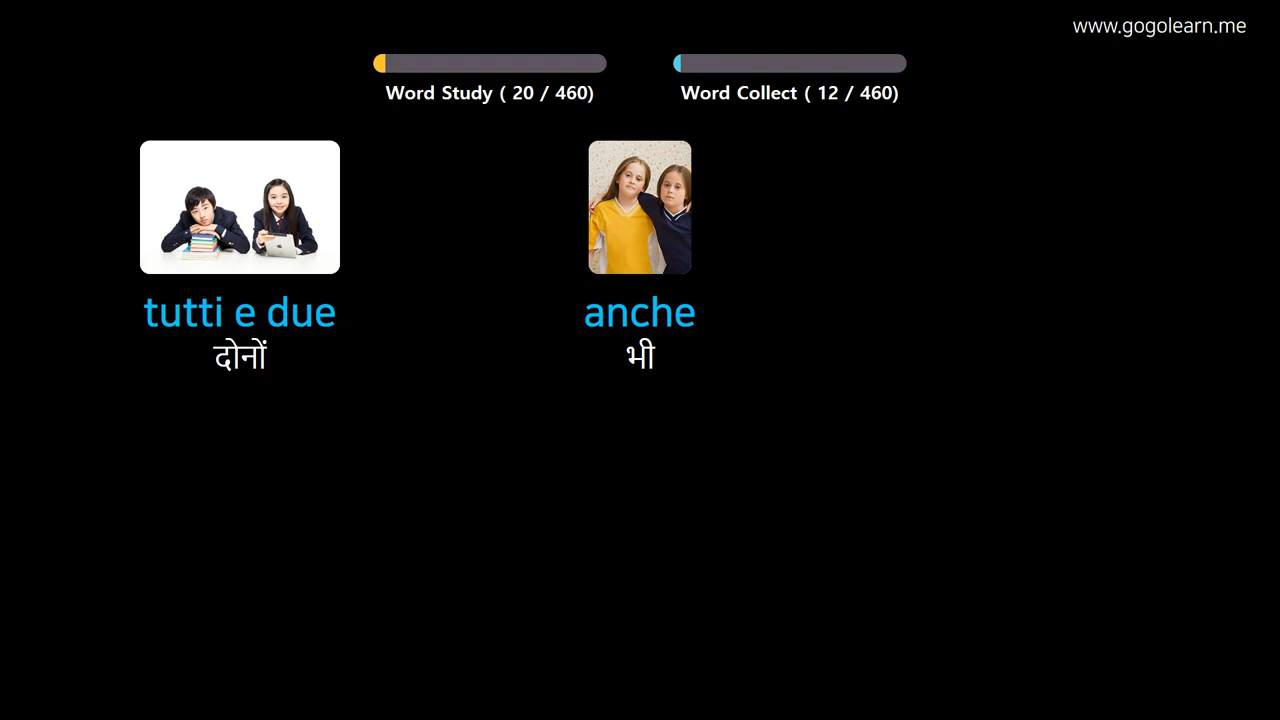 www.gogolearn.me
Word Study ( 20 / 460)
Word Collect ( 12 / 460)
tutti e due
दोनों
anche
भी